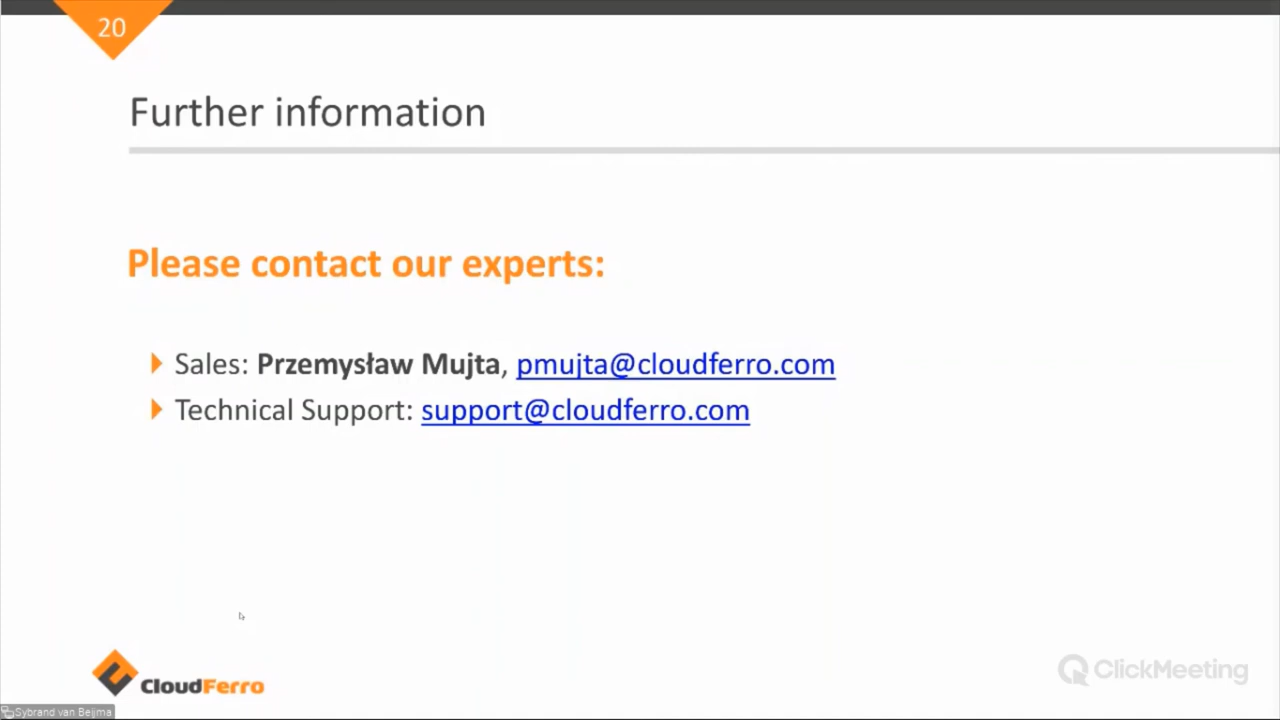 20
Further information
Please contact our experts:
Sales: Przemysław Mujta, pmujta@cloudferro.com
Technical Support: support@cloudferro.com
CloudFerro
ClickMeeting
Sybrand van Beijma